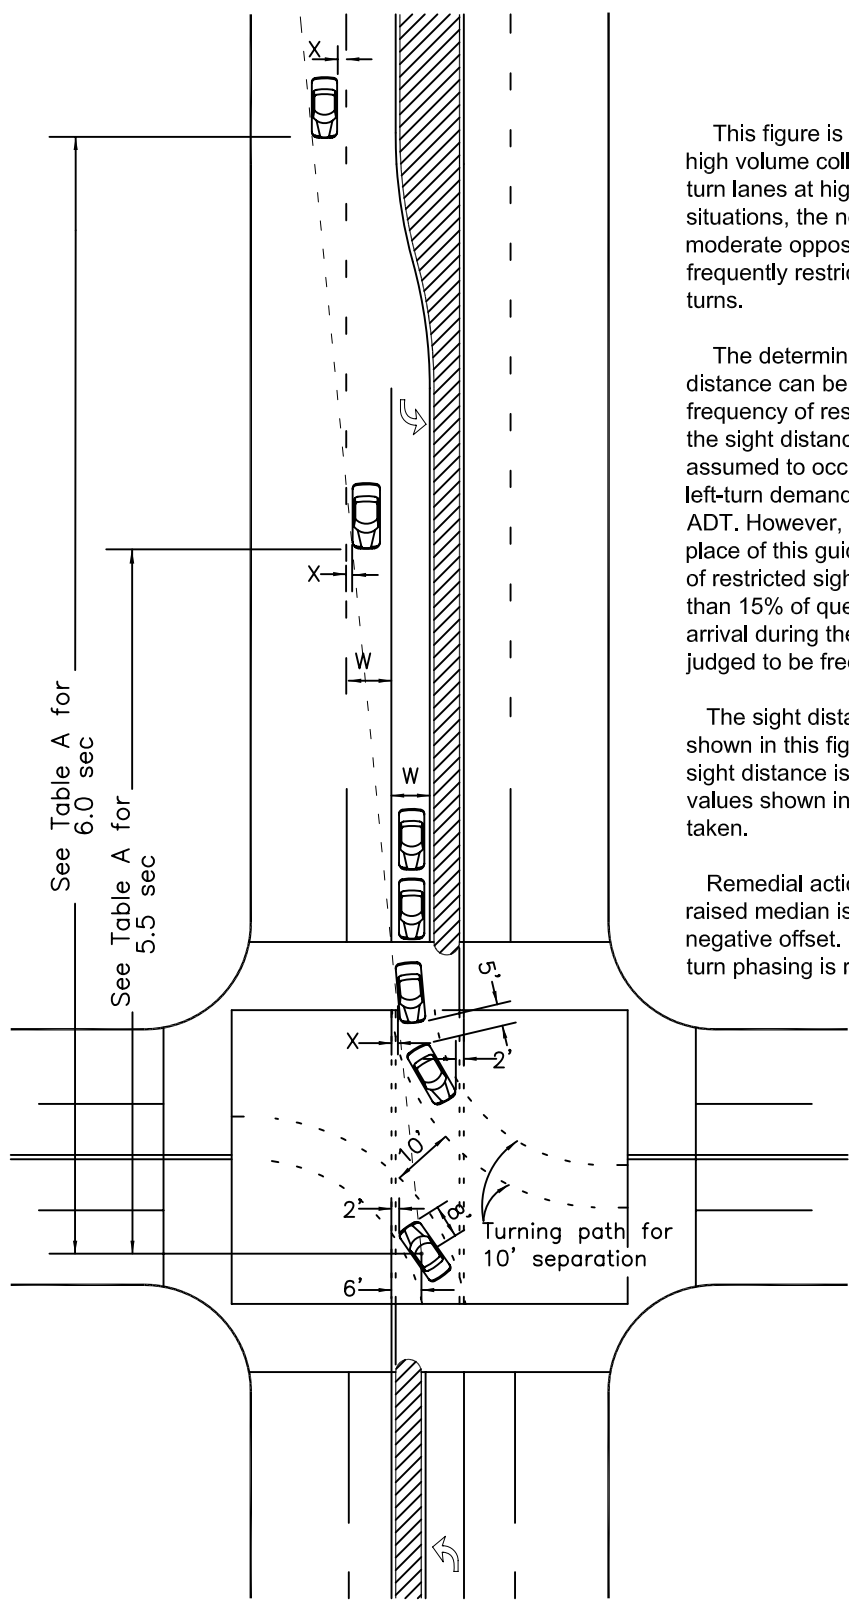 X
This figure is
high volume coll
turn lanes at hig
situations, the n
moderate oppos
frequently restric
turns.
The determin
distance can be
frequency of res
the sight distanc
assumed to occ
left-turn demand
ADT. However,
place of this guid
of restricted sigh
than 15% of que
arrival during the
judged to be fre
The sight dista
shown in this fig
sight distance is
values shown in
taken.
Remedial actio
raised median is
negative offset.
turn phasing is r
X
W
W
See Table A for
6.0 sec
See Table A for
5.5 sec
5'
X
2'
10'
2'
8'
Turning path for
10' separation
6'